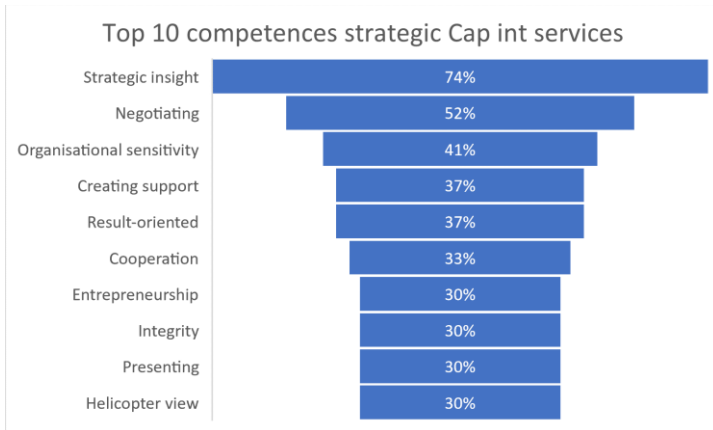 Top 10 competences strategic Cap int services
Strategic insight 74%
Negotiating 52%
Organisational sensitivity 41%
Creating support 37%
Result-oriented 37%
Cooperation 33%
Entrepreneurship 30%
Integrity 30%
Presenting 30%
Helicopter view 30%